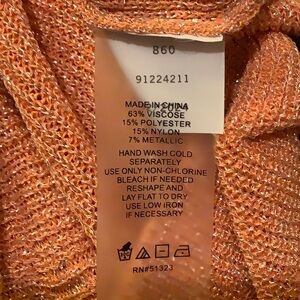 860
91224211
MADE IN CHINA
63% VISCOSE
15% POLYESTER
15% NYLON
7% METALLIC
HAND WASH COLD
SEPARATELY
USE ONLY NON-CHLORINE
BLEACH IF NEEDED
RESHAPE AND
LAY FLAT TO DRY
USE LOW IRON
IF NECESSARY
RN#51323